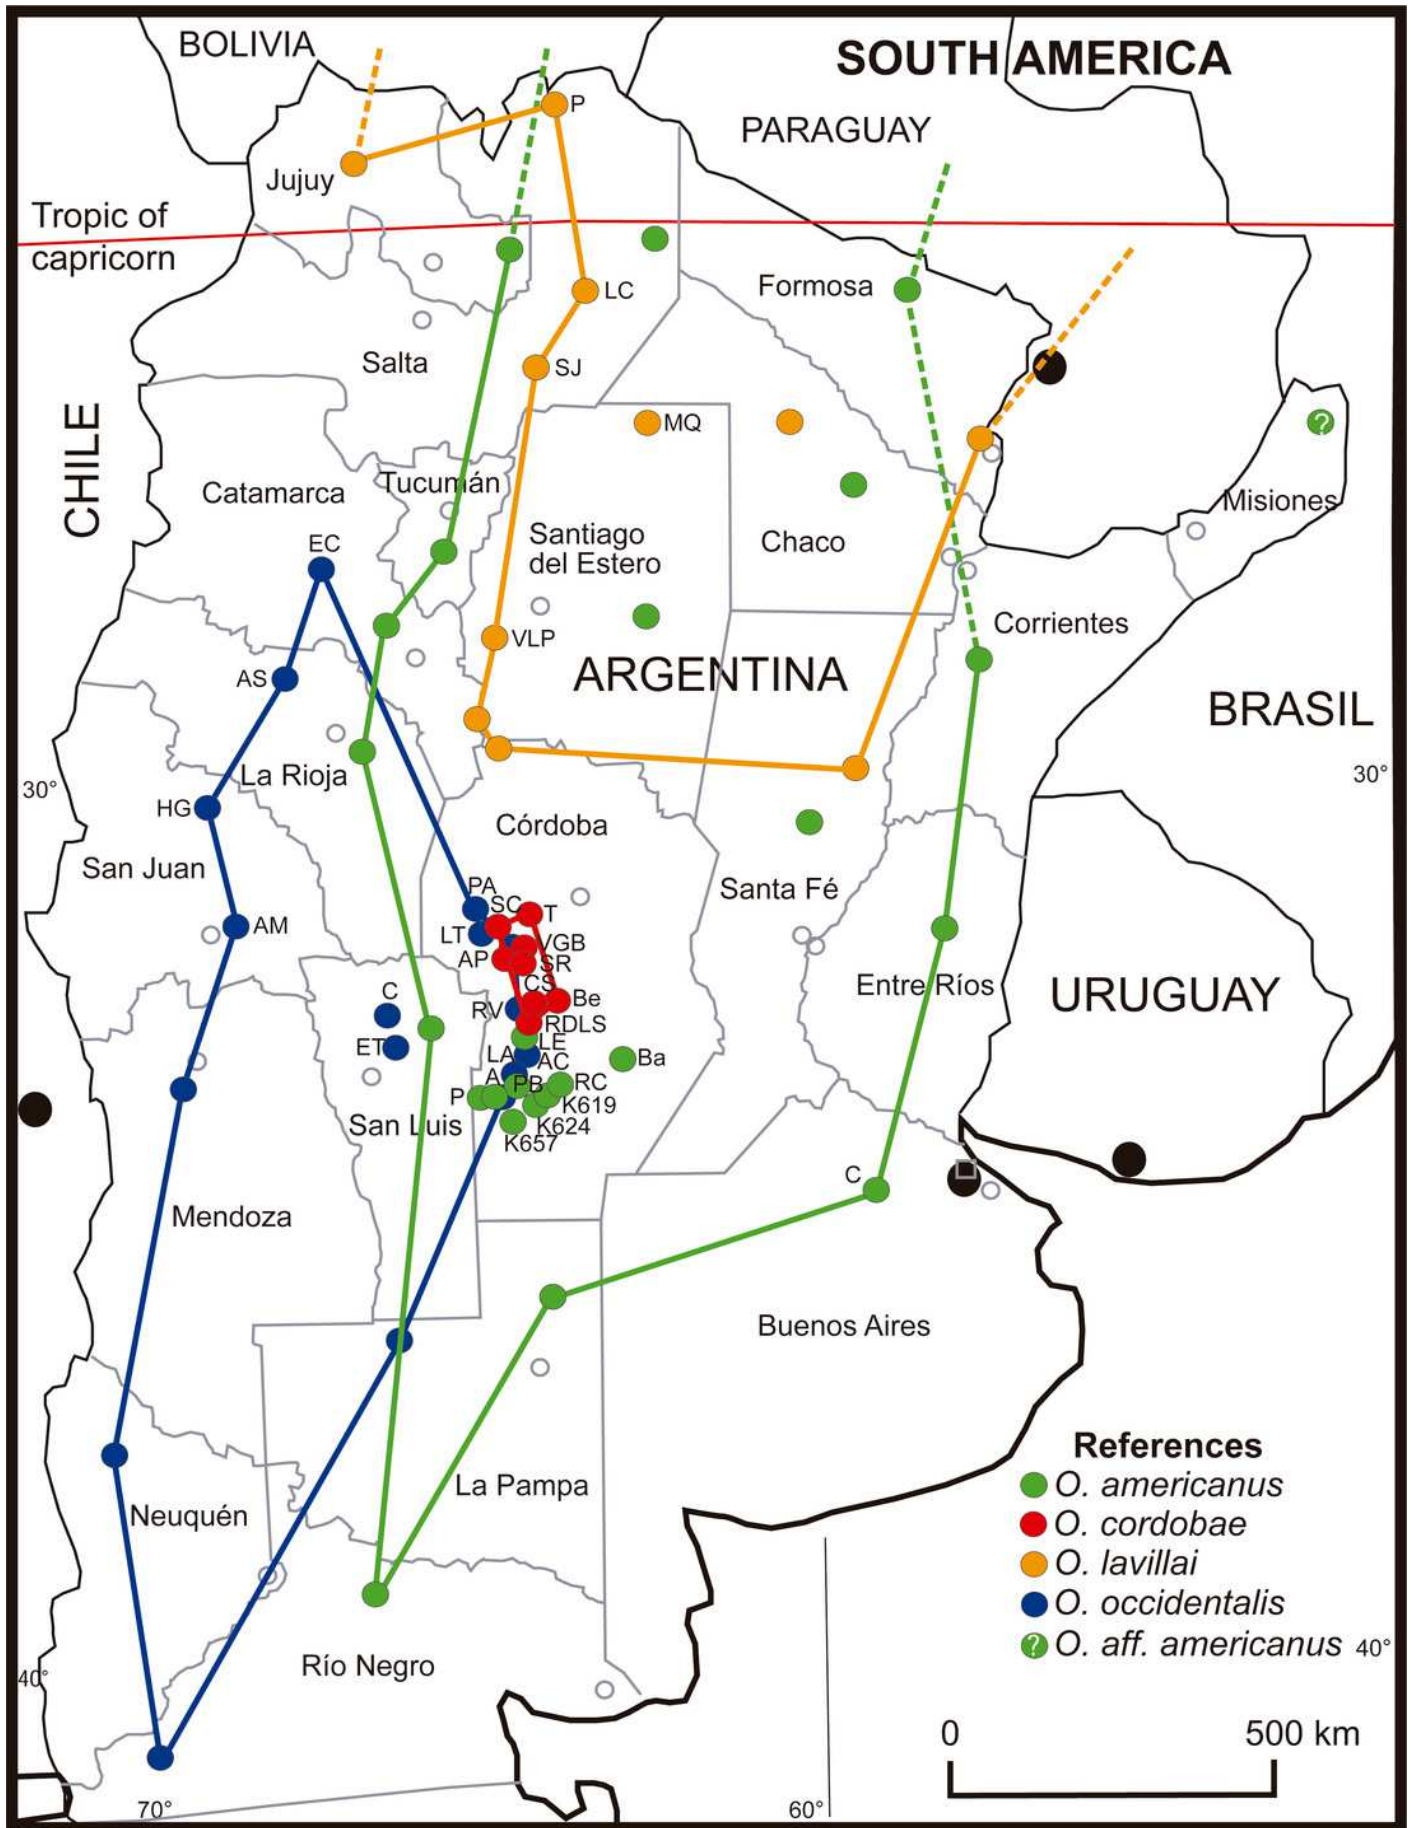 BOLIVIA
SOUTH AMERICA
P
PARAGUAY
Jujuy
Tropic of
capricorn
LC
Formosa
Salta
SJ
CHILE
MQ
?
Catamarca
Tucumán
Misiones
Santiago
del Estero
Chaco
EC
Corrientes
VLP
AS
ARGENTINA
BRASIL
30°
30°
La Rioja
HG
Córdoba
San Juan
Santa Fé
PA
SC
T
AM
LT
VGB
AP
SR
CS
Entre Ríos
URUGUAY
C
RV
Be
RDLS
ET
LE
LA
AC
Ba
A
PB
RC
P
K619
San Luis
K624
K657
C
Mendoza
Buenos Aires
References
La Pampa
O. americanus
Neuquén
O. cordobae
O. lavillai
O. occidentalis
? O. aff. americanus
40°
Río Negro
40°
0
500 km
70°
60°